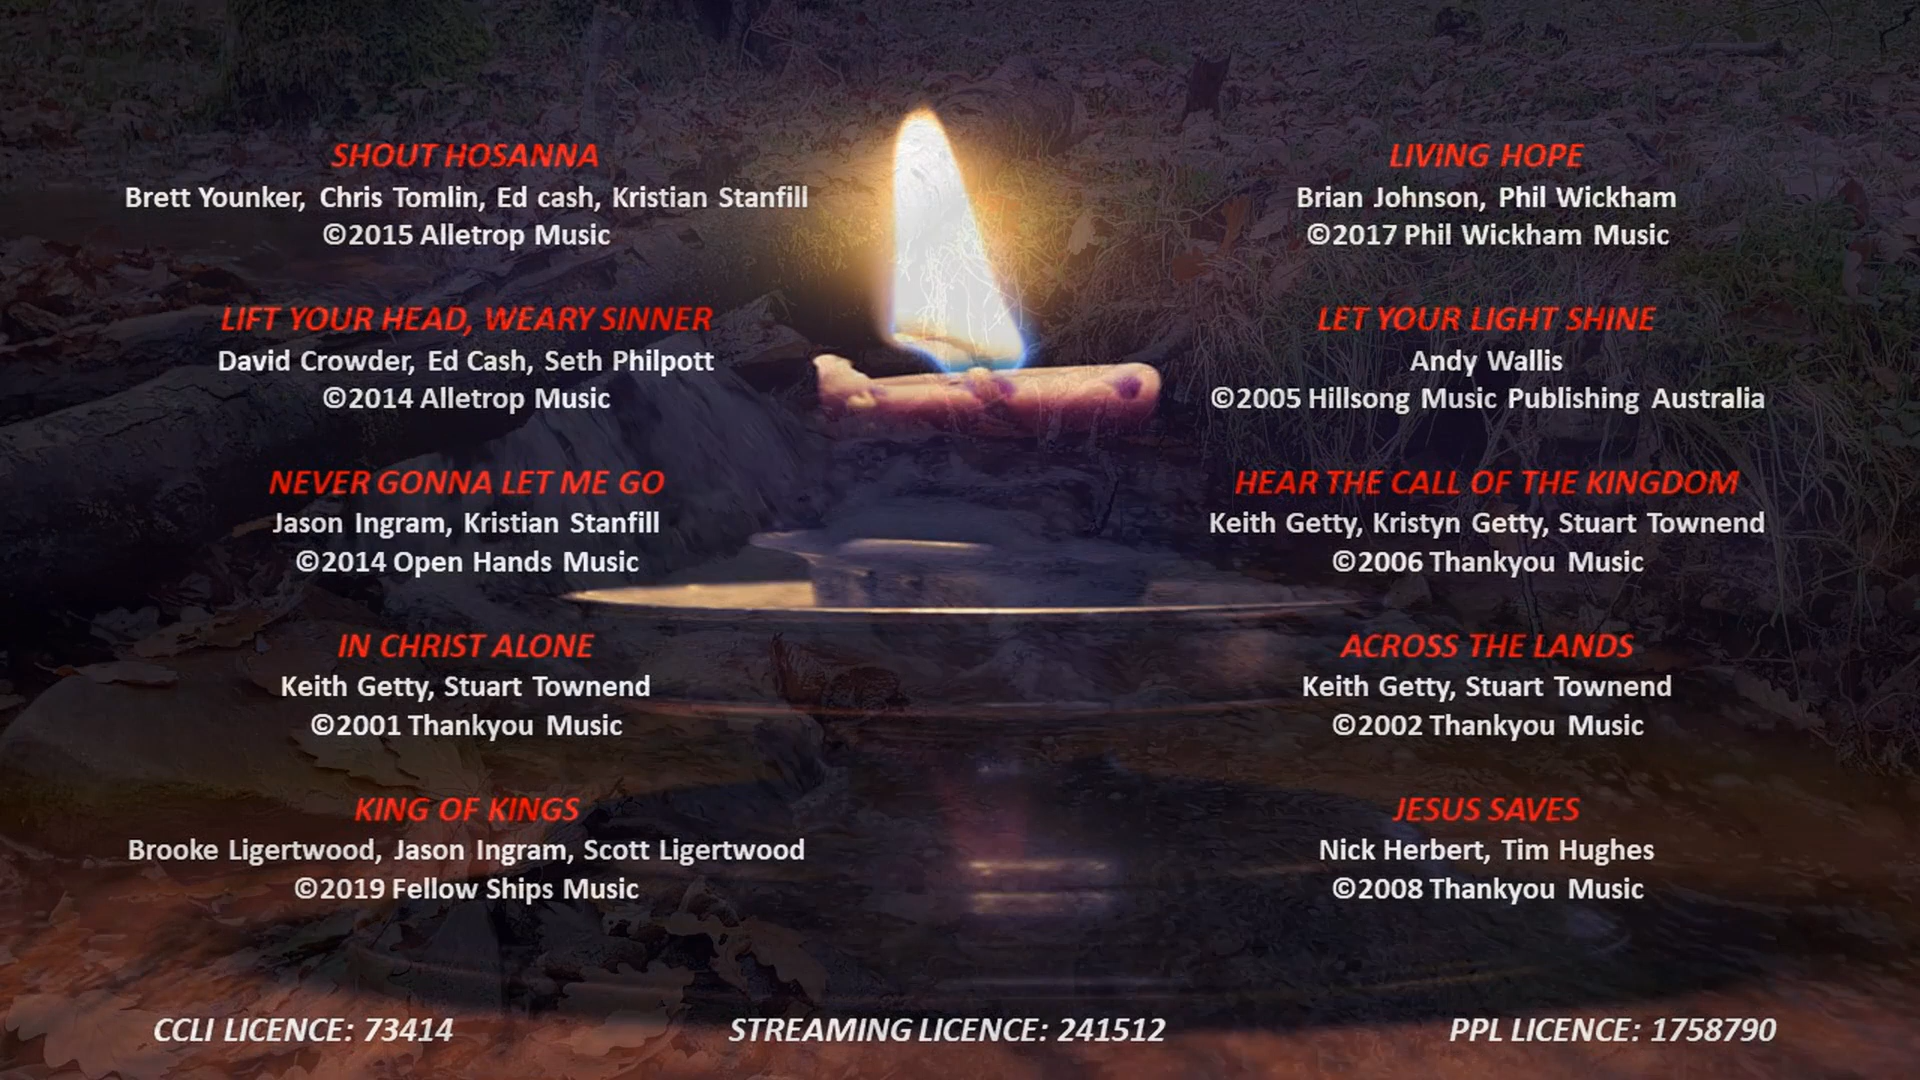 SHOUT HOSANNA
Brett Younker, Chris Tomlin, Ed cash, Kristian Stanfill
©2015 Alletrop Music
LIFT YOUR HEAD, WEARY SINNER
David Crowder, Ed Cash, Seth Philpott
©2014 Alletrop Music
NEVER GONNA LET ME GO
Jason Ingram, Kristian Stanfill
©2014 Open Hands Music
IN CHRIST ALONE
Keith Getty, Stuart Townend
©2001 Thankyou Music
KING OF KINGS
Brooke Ligertwood, Jason Ingram, Scott Ligertwood
©2019 Fellow Ships Music
LIVING HOPE
Brian Johnson, Phil Wickham
©2017 Phil Wickham Music
LET YOUR LIGHT SHINE
Andy Wallis
©2005 Hillsong Music Publishing Australia
HEAR THE CALL OF THE KINGDOM
Keith Getty, Kristyn Getty, Stuart Townend
©2006 Thankyou Music
ACROSS THE LANDS
Keith Getty, Stuart Townend
©2002 Thankyou Music
JESUS SAVES
Nick Herbert, Tim Hughes
©2008 Thankyou Music
CCLI LICENCE: 73414
STREAMING LICENCE: 241512
PPL LICENCE: 1758790